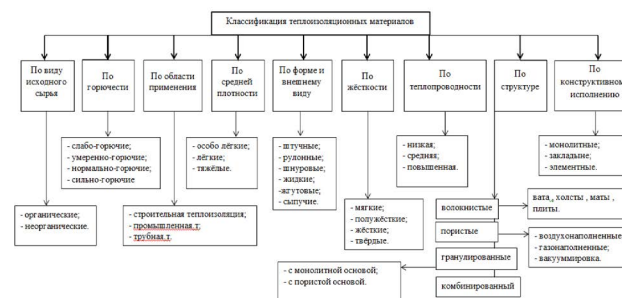 Классификация теплоизоляционных материалов
По виду
исходного
сырья
По
горючести
По области
применения
По
средней
плотности
По форме и
внешнему
виду
По
жёсткости
По
теплопроводности
По
структуре
По
конструктивному
исполнению
- слабо-горючие;
- умеренно-горючие;
- нормально-горючие;
- сильно-горючие
- особо лёгкие;
- лёгкие;
- тяжёлые.
- штучные;
- рулонные;
- шнуровые;
- жидкие;
-жгутовые;
- сыпучие.
- низкая;
- средняя;
- повышенная.
- монолитные;
- закладыне;
- элементные.
- органические;
- неорганические.
- строительная теплоизоляция;
- промышленная,т;
- трубная,т.
- мягкие;
- полужёсткие;
- жёсткие;
- твёрдые.
волокнистые
вата , холсты , маты ,
плиты.
пористые
- воздухонаполненные
- газонаполненные;
- вакууммировка.
гранулированные
- с монолитной основой;
- с пористой основой.
комбинированный